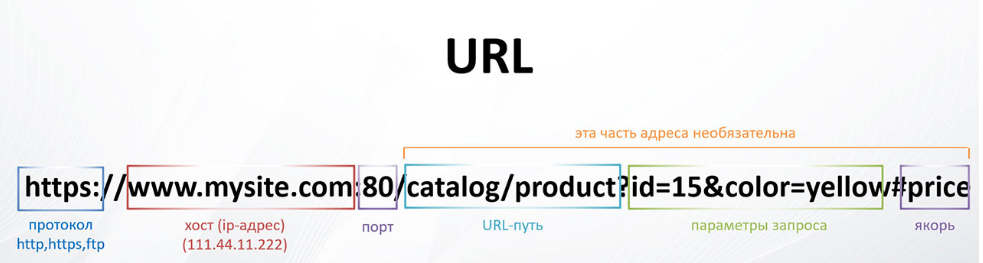 URL
эта часть адреса необязательна
https://www.mysite.com:80/catalog/product?id=15&color=yellow#price
протокол
http,https,ftp
хост (ip-адрес)
(111.44.11.222)
порт
URL-путь
параметры запроса
якорь